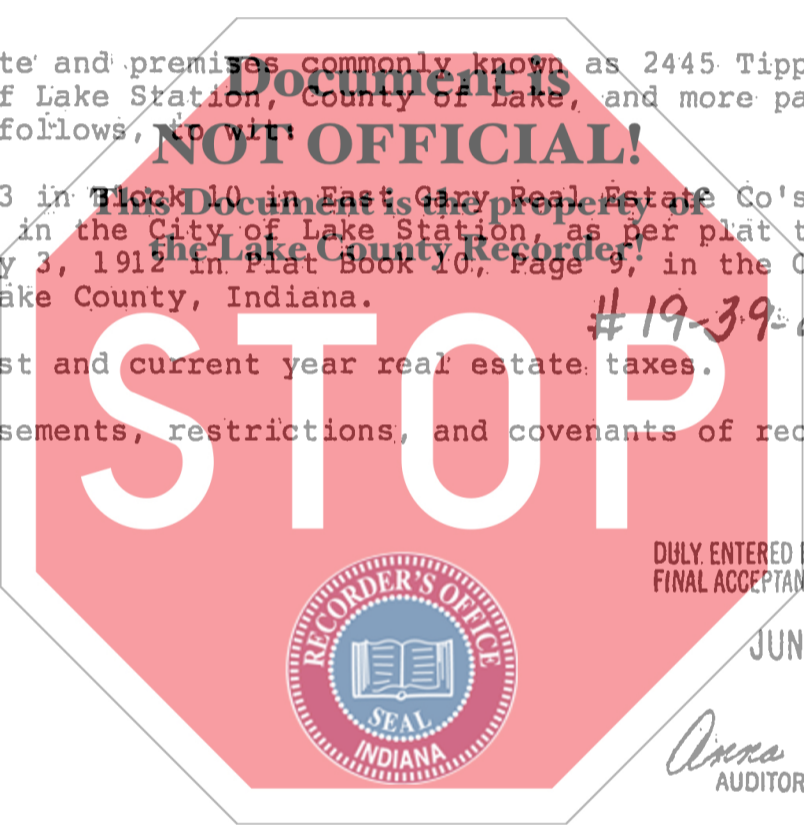 te and premises commonly known as 2445 Tipp
Document is
f Lake Station, County of Lake, and more pa
follows, to wit:
NOT OFFICIAL!
3 in Block 10 in East Gary Real Estate Co's
This Document is the property of
in the City of Lake Station, as per plat t
the Lake County Recorder!
y 3, 1912 in Plat Book 10, Page 9, in the O
ake County, Indiana.
# 19-39-
st and current year real estate taxes.
STOP
sements, restrictions, and covenants of rec
DULY ENTERED
FINAL ACCEPTAN
RECORDER'S OFFICE
JUN
SEAL
INDIANA
Anna
AUDITOR